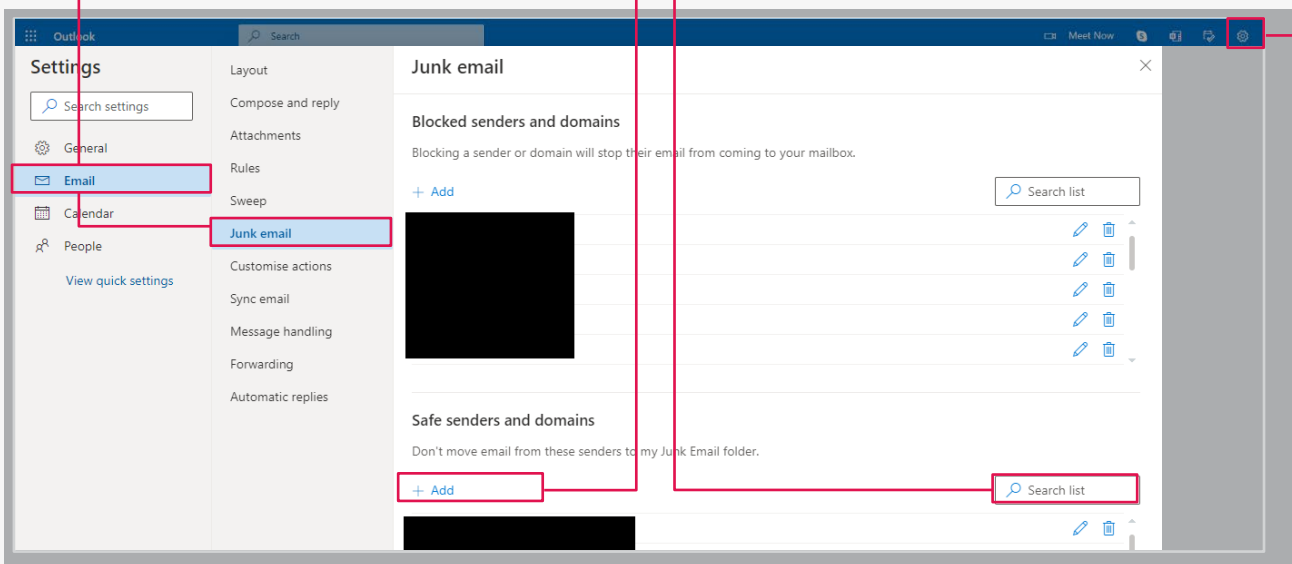 Outlook
Search
Meet Now
Settings
Search settings
General
Email
Calendar
People
View quick settings
Layout
Compose and reply
Attachments
Rules
Sweep
Junk email
Customise actions
Sync email
Message handling
Forwarding
Automatic replies
Junk email
Blocked senders and domains
Blocking a sender or domain will stop their email from coming to your mailbox.
+ Add
Search list
Safe senders and domains
Don't move email from these senders to my Junk Email folder.
+ Add
Search list